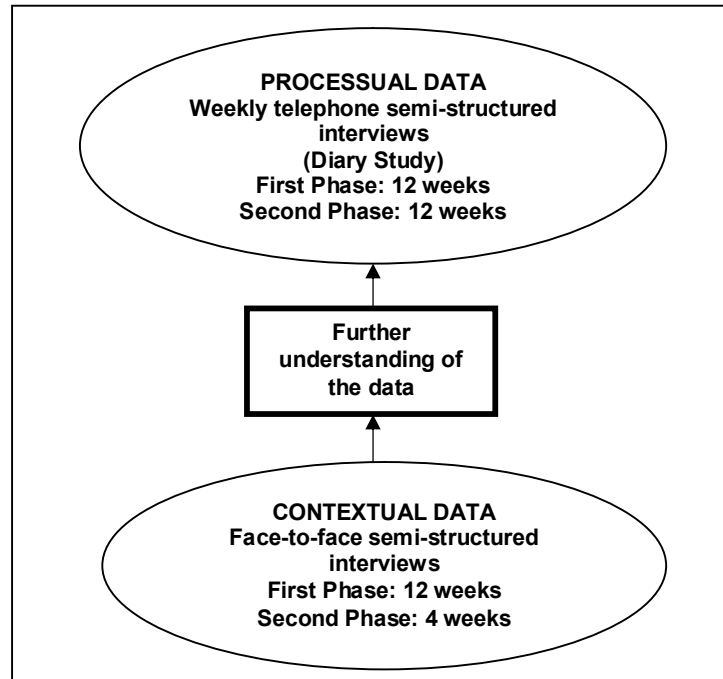 PROCESSUAL DATA
Weekly telephone semi-structured
interviews
(Diary Study)
First Phase: 12 weeks
Second Phase: 12 weeks
Further
understanding of
the data
CONTEXTUAL DATA
Face-to-face semi-structured
interviews
First Phase: 12 weeks
Second Phase: 4 weeks